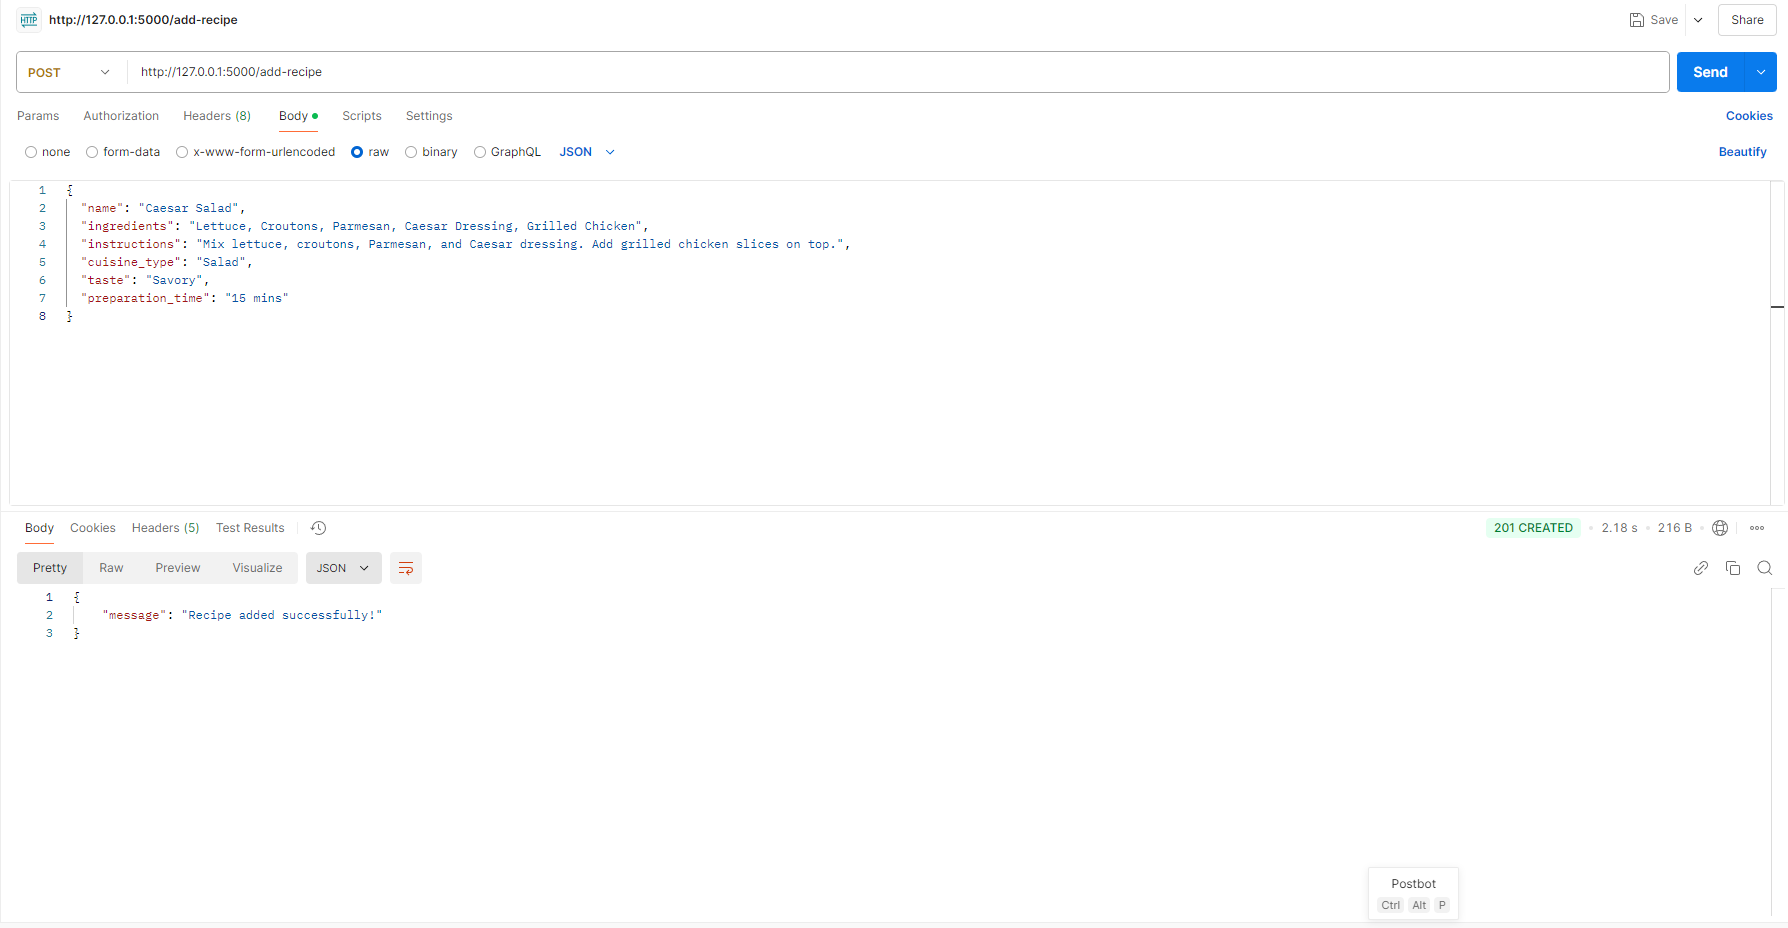 HTTP http://127.0.0.1:5000/add-recipe Save Share
POST http://127.0.0.1:5000/add-recipe Send
Params Authorization Headers (8) Body Scripts Settings Cookies
none form-data x-www-form-urlencoded raw binary GraphQL JSON Beautify
1 {
2 "name": "Caesar Salad",
3 "ingredients": "Lettuce, Croutons, Parmesan, Caesar Dressing, Grilled Chicken",
4 "instructions": "Mix lettuce, croutons, Parmesan, and Caesar dressing. Add grilled chicken slices on top.",
5 "cuisine_type": "Salad",
6 "taste": "Savory",
7 "preparation_time": "15 mins"
8 }
Body Cookies Headers (5) Test Results 201 CREATED 2.18 s 216 B
Pretty Raw Preview Visualize JSON
1 {
2 "message": "Recipe added successfully!"
3 }
Postbot
Ctrl Alt P